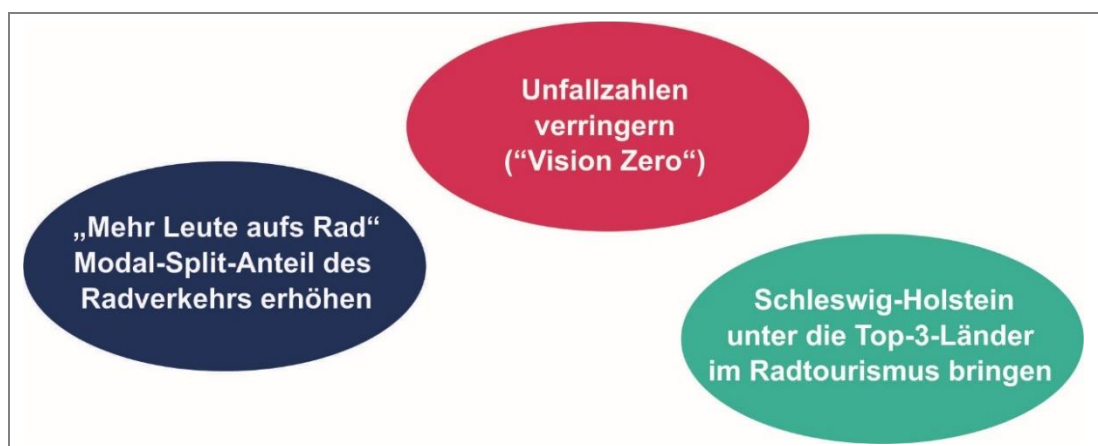 Unfallzahlen
verringern
(“Vision Zero“)
„Mehr Leute aufs Rad“
Modal-Split-Anteil des
Radverkehrs erhöhen
Schleswig-Holstein
unter die Top-3-Länder
im Radtourismus bringen